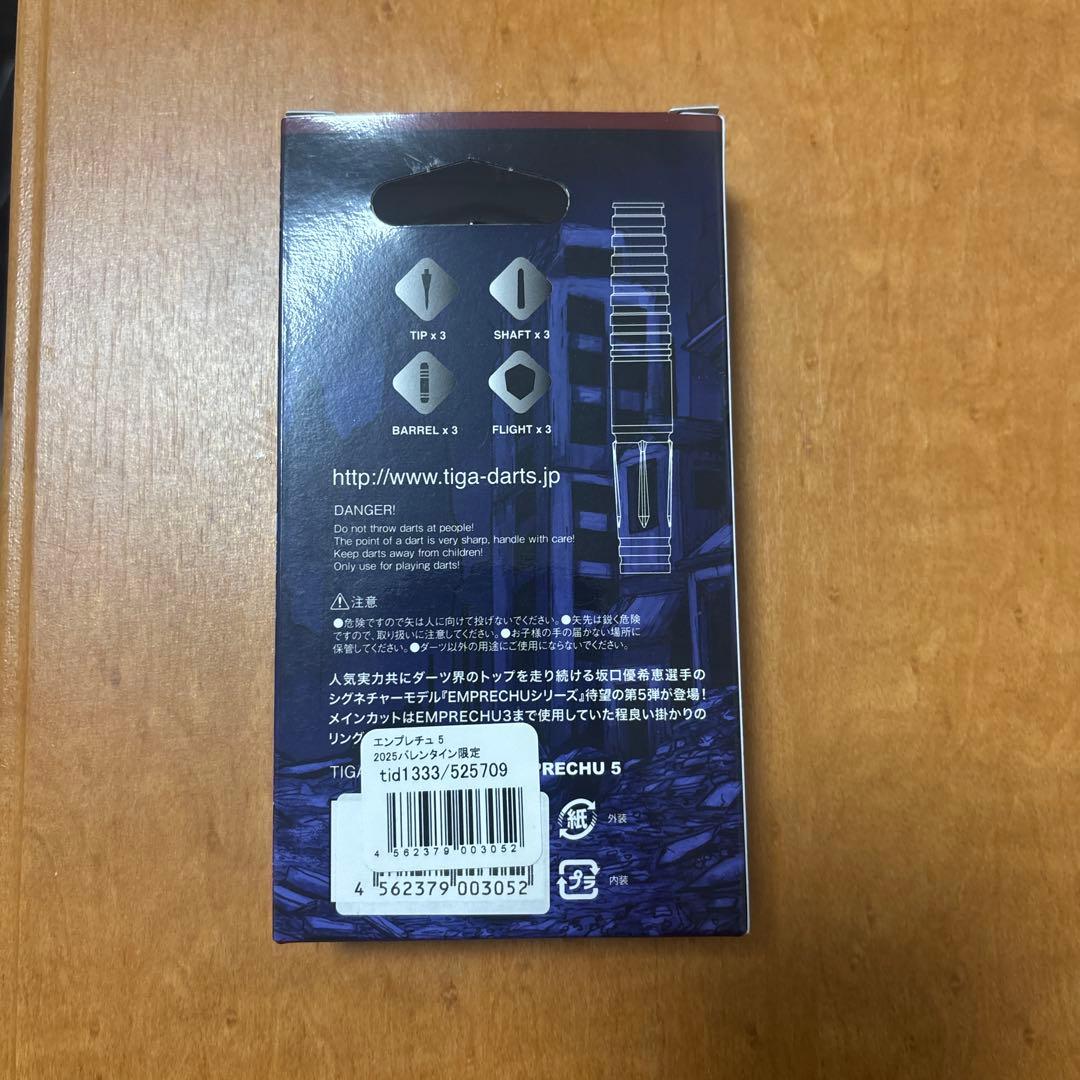 TIP x 3
SHAFT x 3
BARREL x 3
FLIGHT x 3
http://www.tiga-darts.jp
DANGER!
Do not throw darts at people!
The point of a dart is very sharp, handle with care!
Keep darts away from children!
Only use for playing darts!
注意
●危険ですので矢は人に向けて投げないでください。●矢先は鋭く危険
ですので、取り扱いに注意してください。●お子様の手の届かない場所に
保管してください。●ダーツ以外の用途にご使用にならないでください。
人気実力共にダーツ界のトップを走り続ける坂口優希恵選手の
シグネチャーモデル『EMPRECHUシリーズ』待望の第5弾が登場！
メインカットはEMPRECHU3まで使用していた程良い掛かりの
リング
TIGA
PRECHU 5
エンプレチュ 5
2025バレンタイン限定
tid1333/525709
4 562379 003052
4 562379 003052
紙 外装
プラ 内装